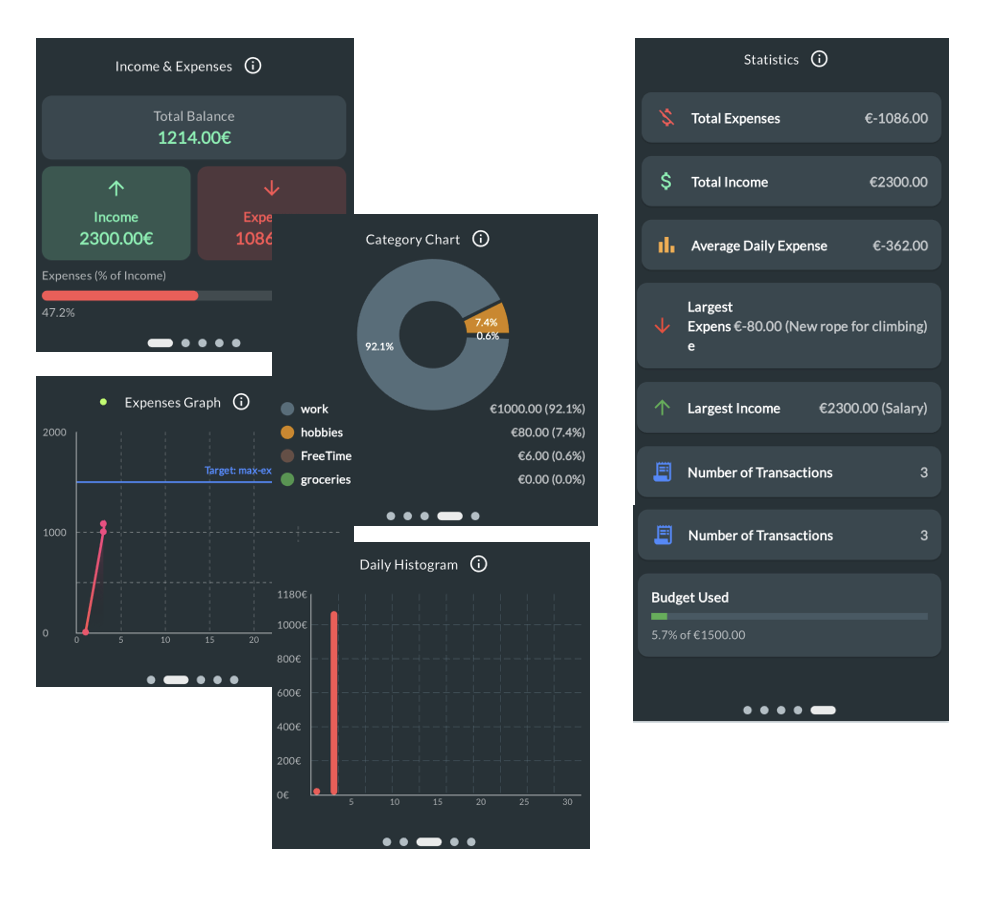 Income & Expenses
Total Balance
1214.00€
Income
2300.00€
Expe
1086
Expenses (% of Income)
47.2%
Expenses Graph
2000
1000
0
Target: max-ex
0 5 10 15 20
Category Chart
92.1%
7.4%
0.6%
work €1000.00 (92.1%)
hobbies €80.00 (7.4%)
FreeTime €6.00 (0.6%)
groceries €0.00 (0.0%)
Daily Histogram
1180€
1000€
800€
600€
400€
200€
0€
5 10 15 20 25 30
Statistics
Total Expenses €-1086.00
Total Income €2300.00
Average Daily Expense €-362.00
Largest
Expens €-80.00 (New rope for climbing)
e
Largest Income €2300.00 (Salary)
Number of Transactions 3
Number of Transactions 3
Budget Used
5.7% of €1500.00